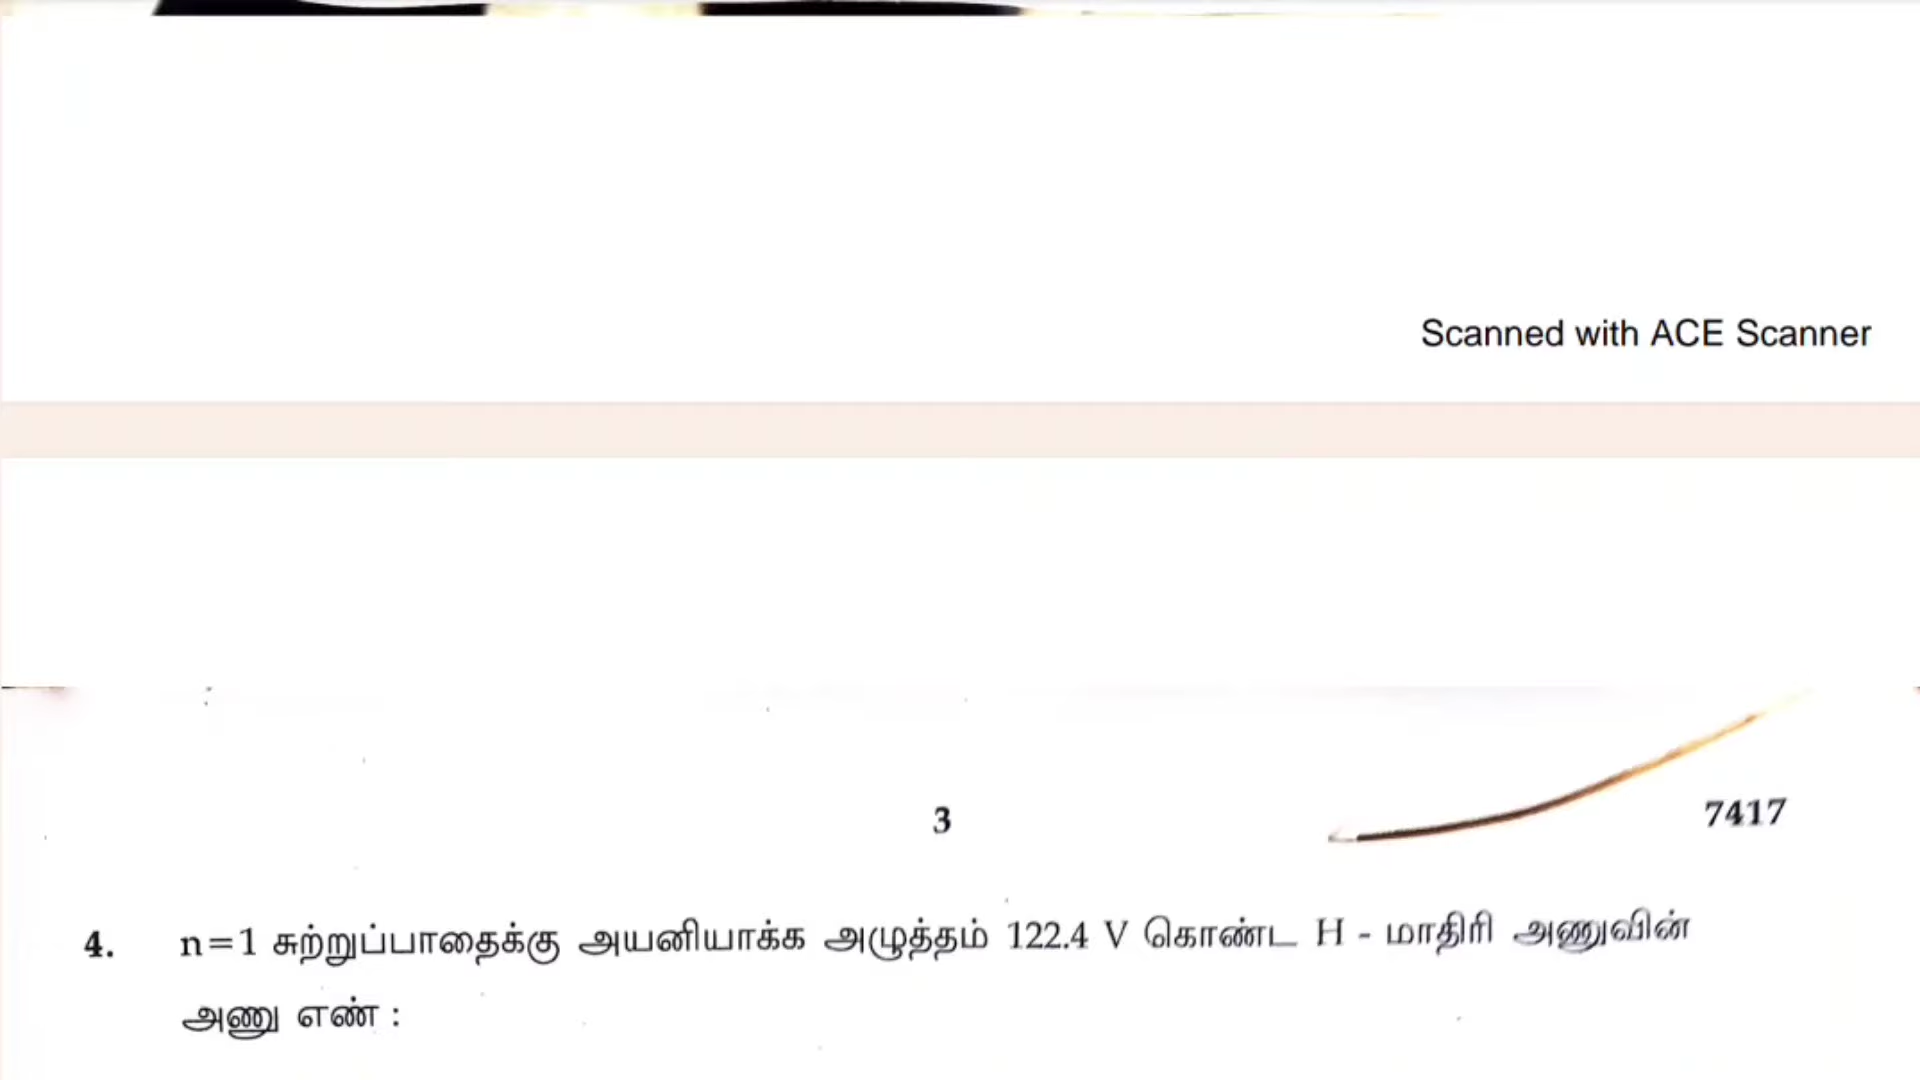 Scanned with ACE Scanner
3
7417
4. n=1 சுற்றுப்பாதைக்கு அயனியாக்க அழுத்தம் 122.4 V கொண்ட H - மாதிரி அணுவின்
அணு எண் :